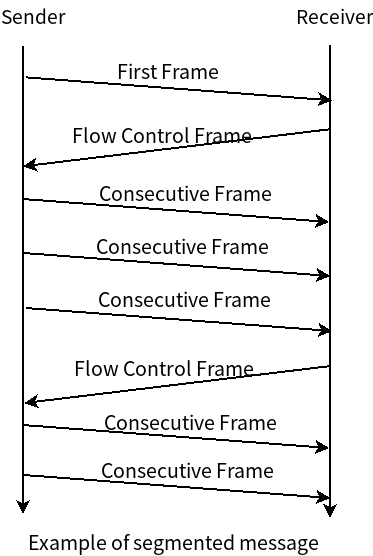 Sender
Receiver
First Frame
Flow Control Frame
Consecutive Frame
Consecutive Frame
Consecutive Frame
Flow Control Frame
Consecutive Frame
Consecutive Frame
Example of segmented message